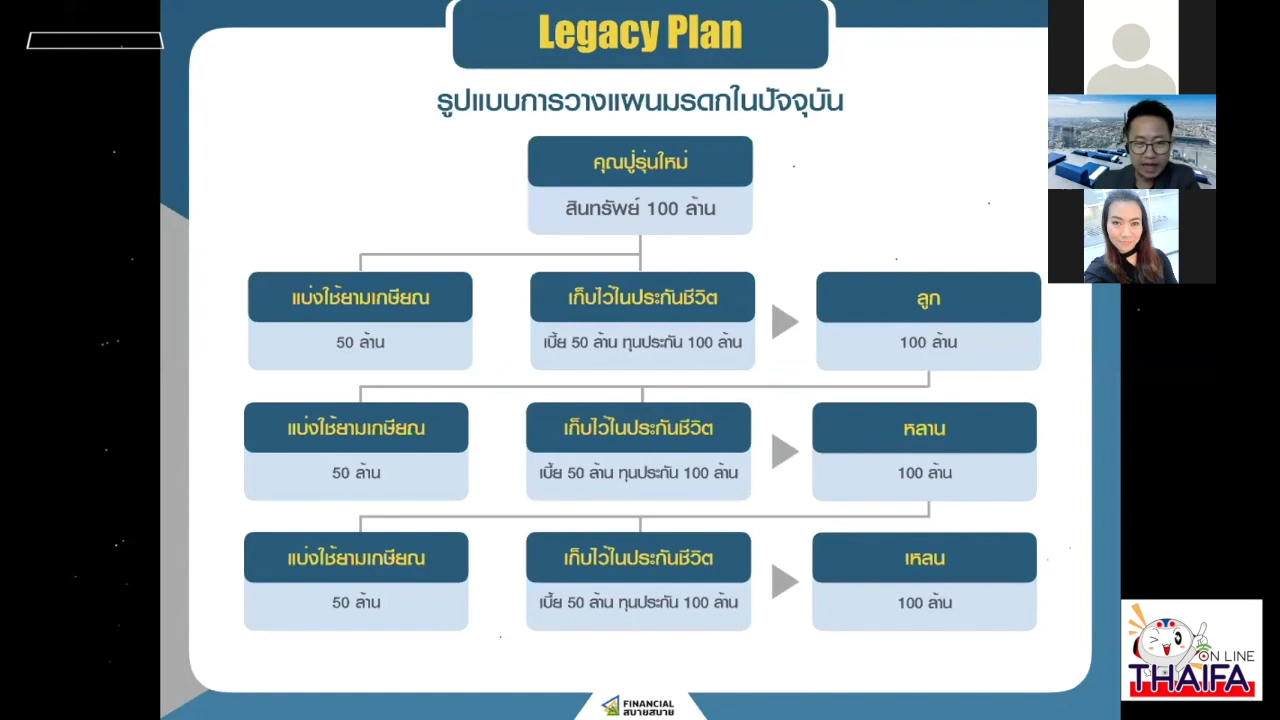 Legacy Plan
รูปแบบการวางแผนมรดกในปัจจุบัน
คุณปู่รุ่นใหม่
สินทรัพย์ 100 ล้าน
แบ่งใช้ยามเกษียณ
50 ล้าน
เก็บไว้ในประกันชีวิต
เบี้ย 50 ล้าน ทุนประกัน 100 ล้าน
ลูก
100 ล้าน
แบ่งใช้ยามเกษียณ
50 ล้าน
เก็บไว้ในประกันชีวิต
เบี้ย 50 ล้าน ทุนประกัน 100 ล้าน
หลาน
100 ล้าน
แบ่งใช้ยามเกษียณ
50 ล้าน
เก็บไว้ในประกันชีวิต
เบี้ย 50 ล้าน ทุนประกัน 100 ล้าน
เหลน
100 ล้าน
FINANCIAL
สบายสบาย
ON LINE
THAIFA